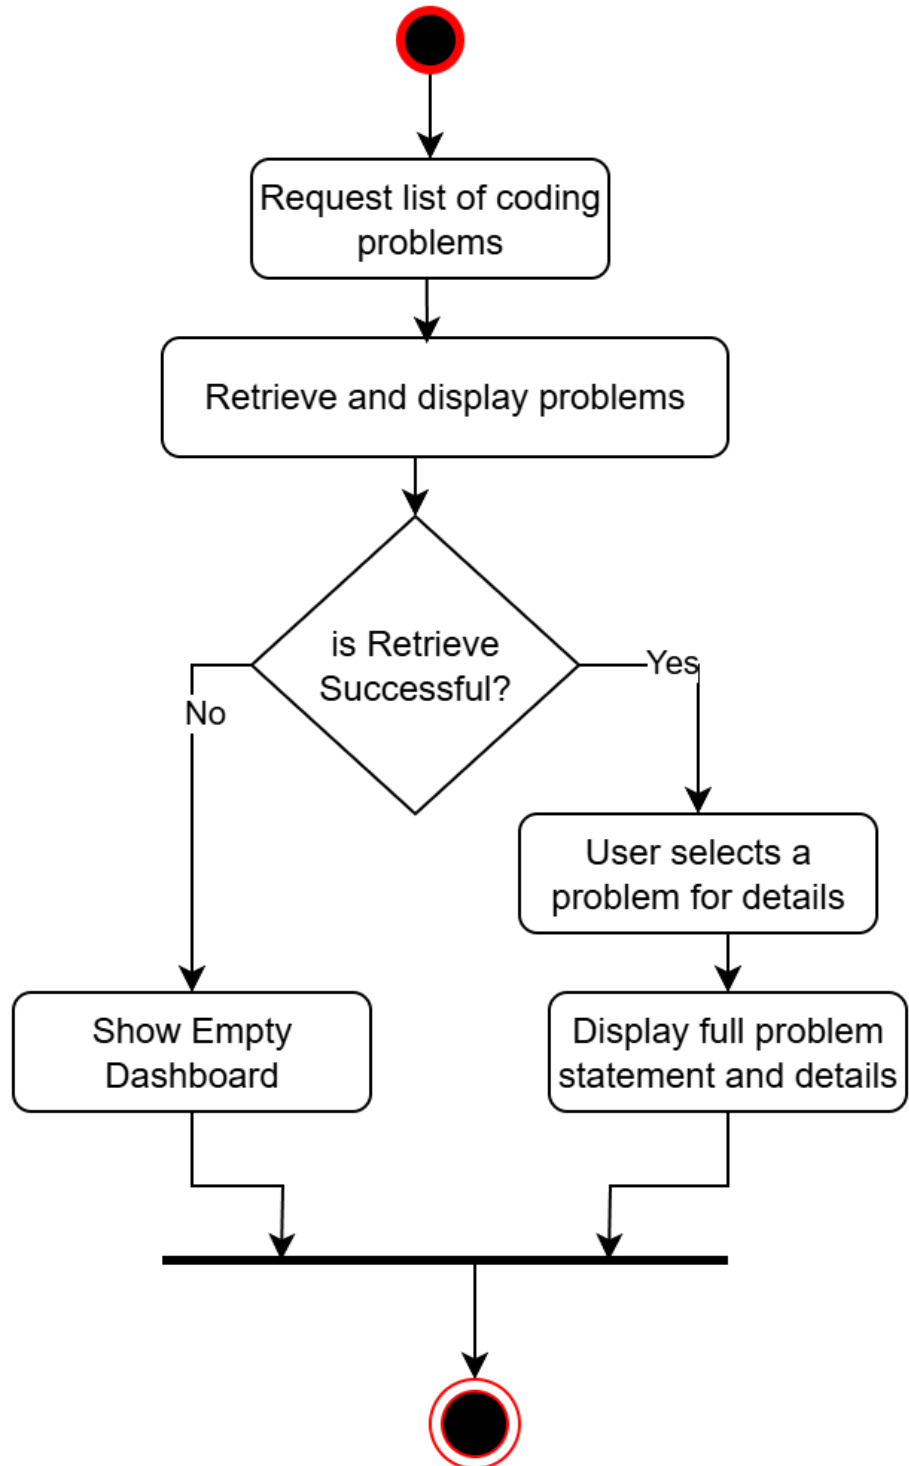 Request list of coding
problems
Retrieve and display problems
is Retrieve
Successful?
Yes
No
User selects a
problem for details
Show Empty
Dashboard
Display full problem
statement and details